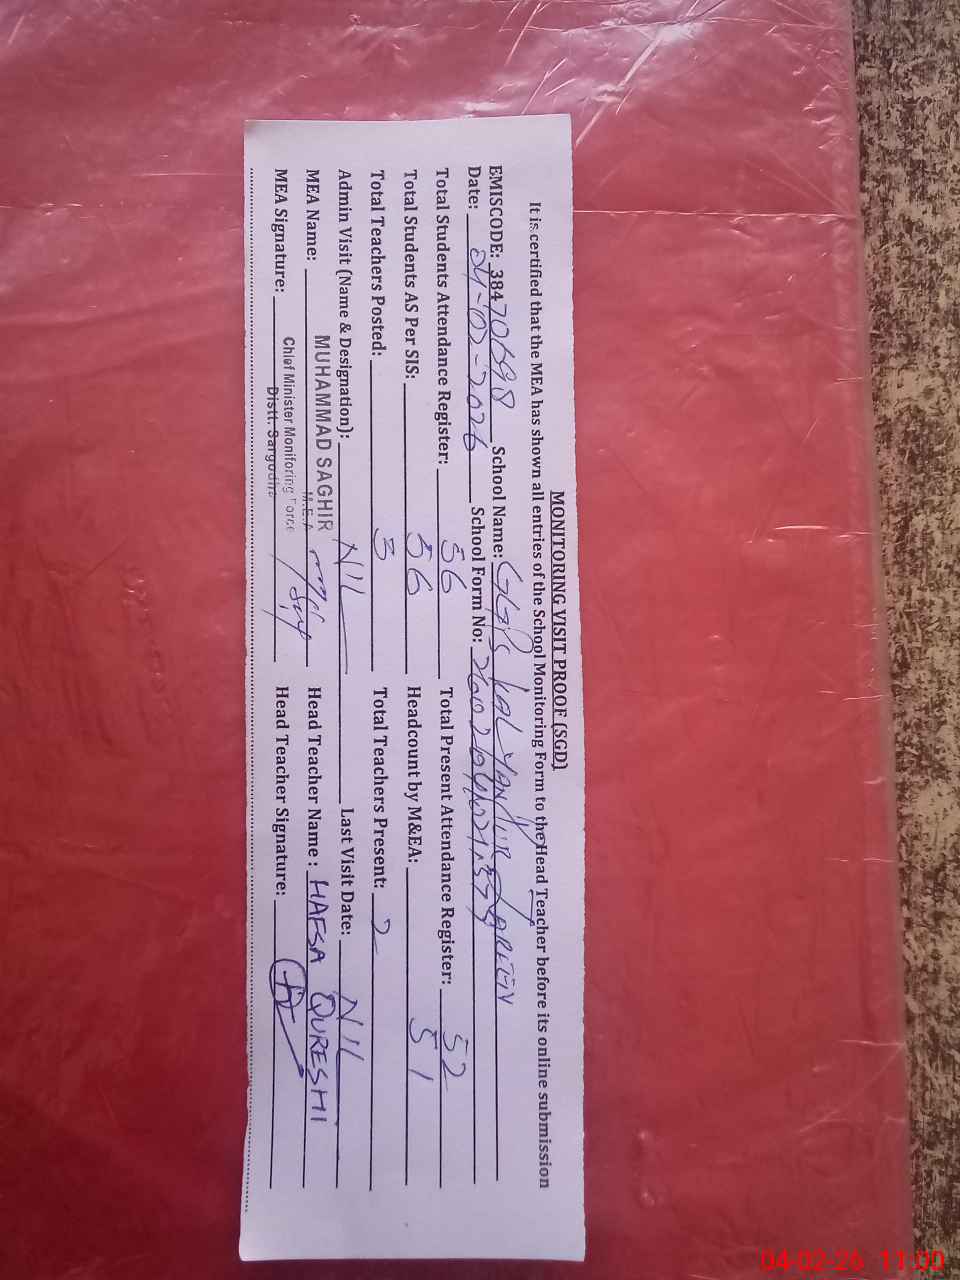 MONITORING VISIT PROOF (SGD)
It is certified that the MEA has shown all entries of the School Monitoring Form to the Head Teacher before its online submission
EMISCODE: 38470698 School Name: GGPS KALYANPUR
Date: 04-02-2026 School Form No:
Total Students Attendance Register: 56 Total Present Attendance Register: 52
Total Students AS Per SIS: 56 Headcount by M&EA: 51
Total Teachers Posted: 3 Total Teachers Present: 2
Admin Visit (Name & Designation): NIL Last Visit Date: NIL
MEA Name: MUHAMMAD SAGHIR Head Teacher Name : HAFSA QURESHI
M.E.A
MEA Signature: Chief Minister Monitoring Force Head Teacher Signature:
Distt. Sargodha
04-02-26 11:00